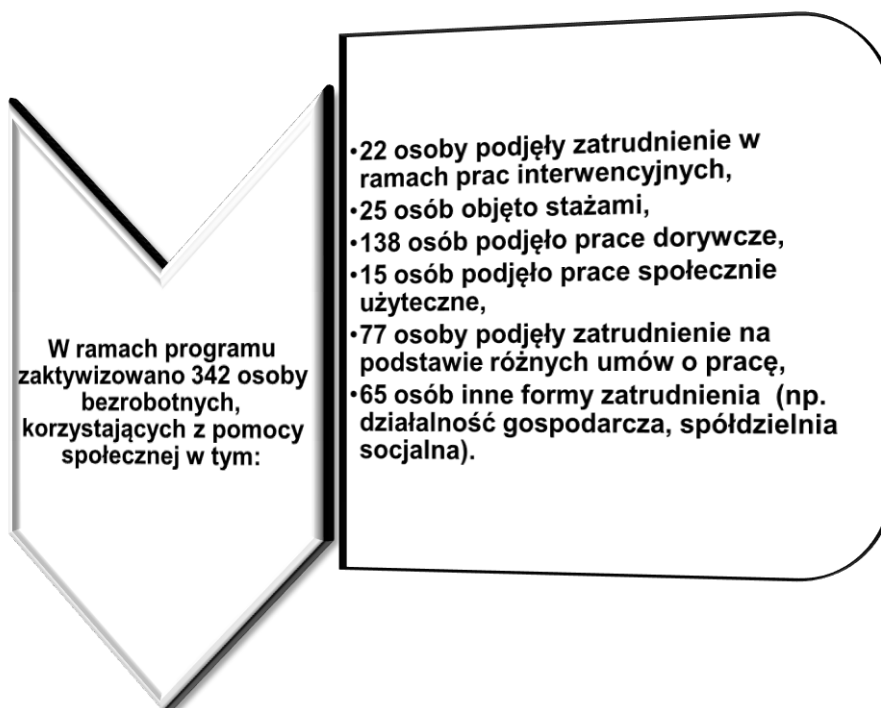 W ramach programu
zaktywizowano 342 osoby
bezrobotnych,
korzystających z pomocy
społecznej w tym:
•22 osoby podjęły zatrudnienie w
ramach prac interwencyjnych,
•25 osób objęto stażami,
•138 osób podjęło prace dorywcze,
•15 osób podjęło prace społecznie
użyteczne,
•77 osoby podjęły zatrudnienie na
podstawie różnych umów o pracę,
•65 osób inne formy zatrudnienia (np.
działalność gospodarcza, spółdzielnia
socjalna).